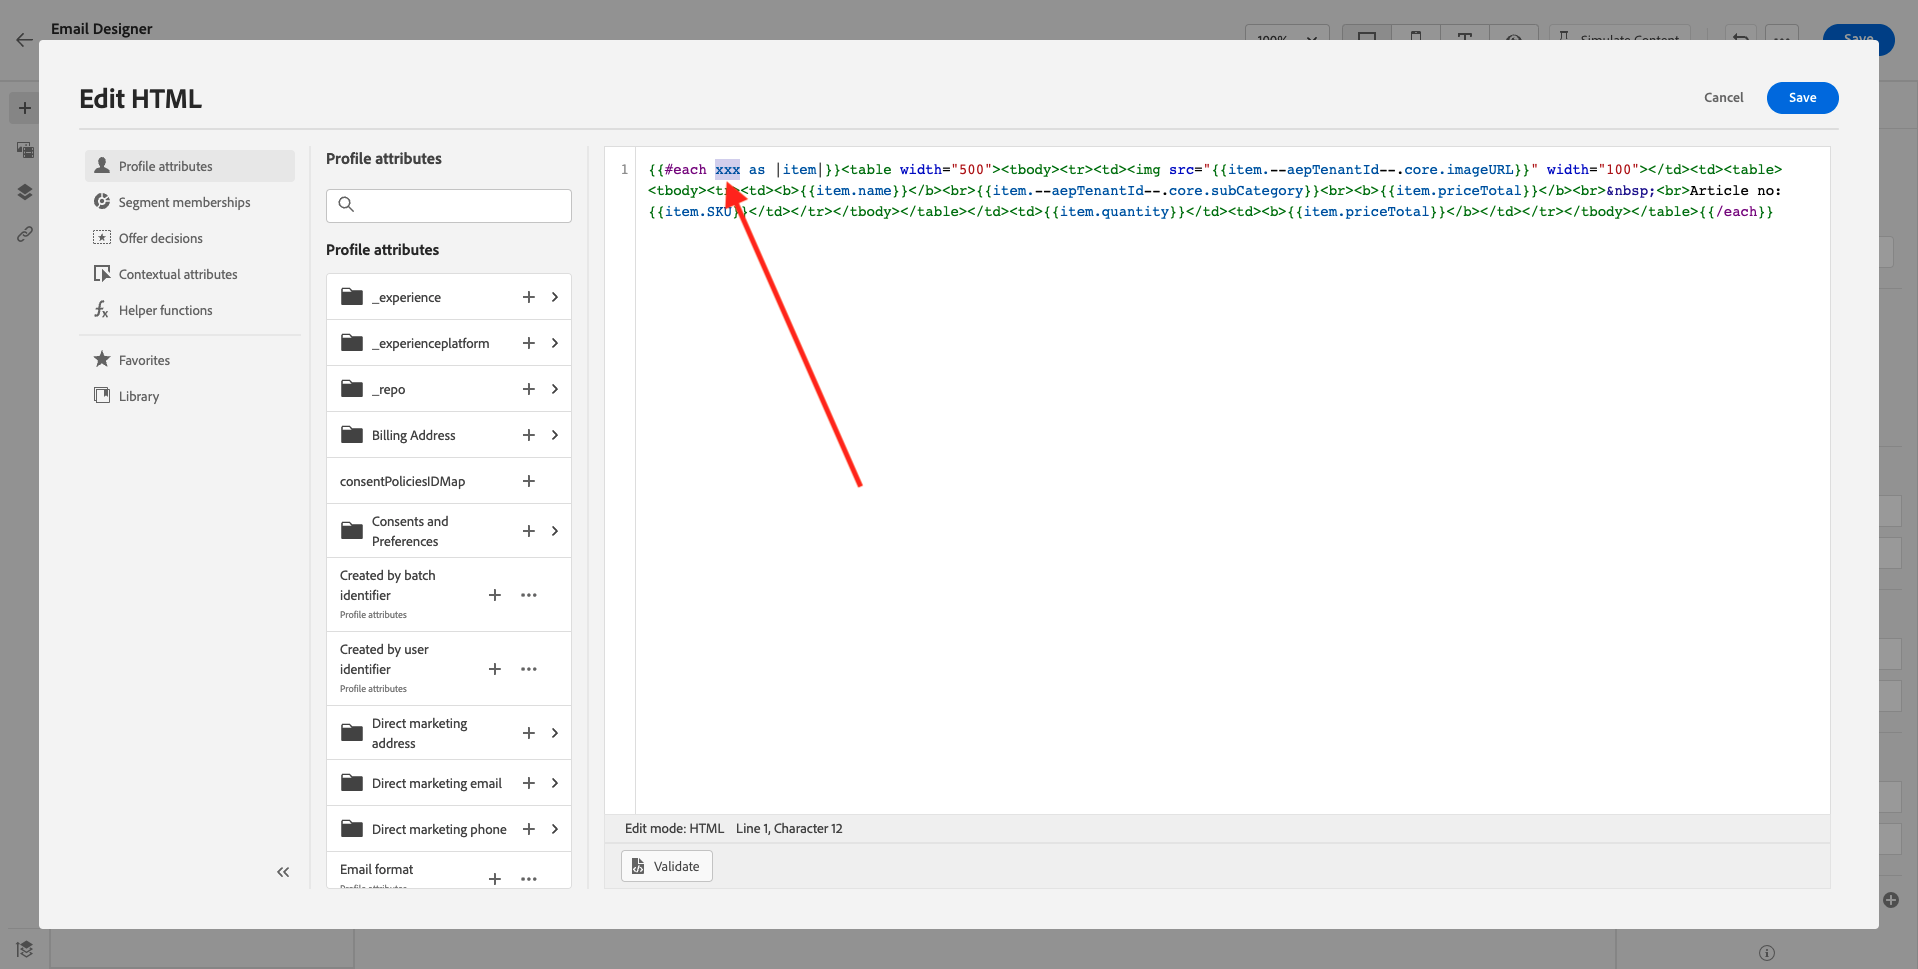 Email Designer
100%
Simulate Content
Save
Edit HTML
Cancel
Save
Profile attributes
Segment memberships
Offer decisions
Contextual attributes
Helper functions
Favorites
Library
Profile attributes
Profile attributes
_experience
_experienceplatform
_repo
Billing Address
consentPoliciesIDMap
Consents and
Preferences
Created by batch
identifier
Profile attributes
Created by user
identifier
Profile attributes
Direct marketing
address
Direct marketing email
Direct marketing phone
Email format
Profile attributes
1
{{#each xxx as |item|}}<table width="500"><tbody><tr><td><img src="{{item.--aepTenantId--.core.imageURL}}" width="100"></td><td><table>
<tbody><tr><td><b>{{item.name}}</b><br>{{item.--aepTenantId--.core.subCategory}}<br><b>{{item.priceTotal}}</b><br>&nbsp;<br>Article no:
{{item.SKU}}</td></tr></tbody></table></td><td>{{item.quantity}}</td><td><b>{{item.priceTotal}}</b></td></tr></tbody></table>{{/each}}
Edit mode: HTML Line 1, Character 12
Validate